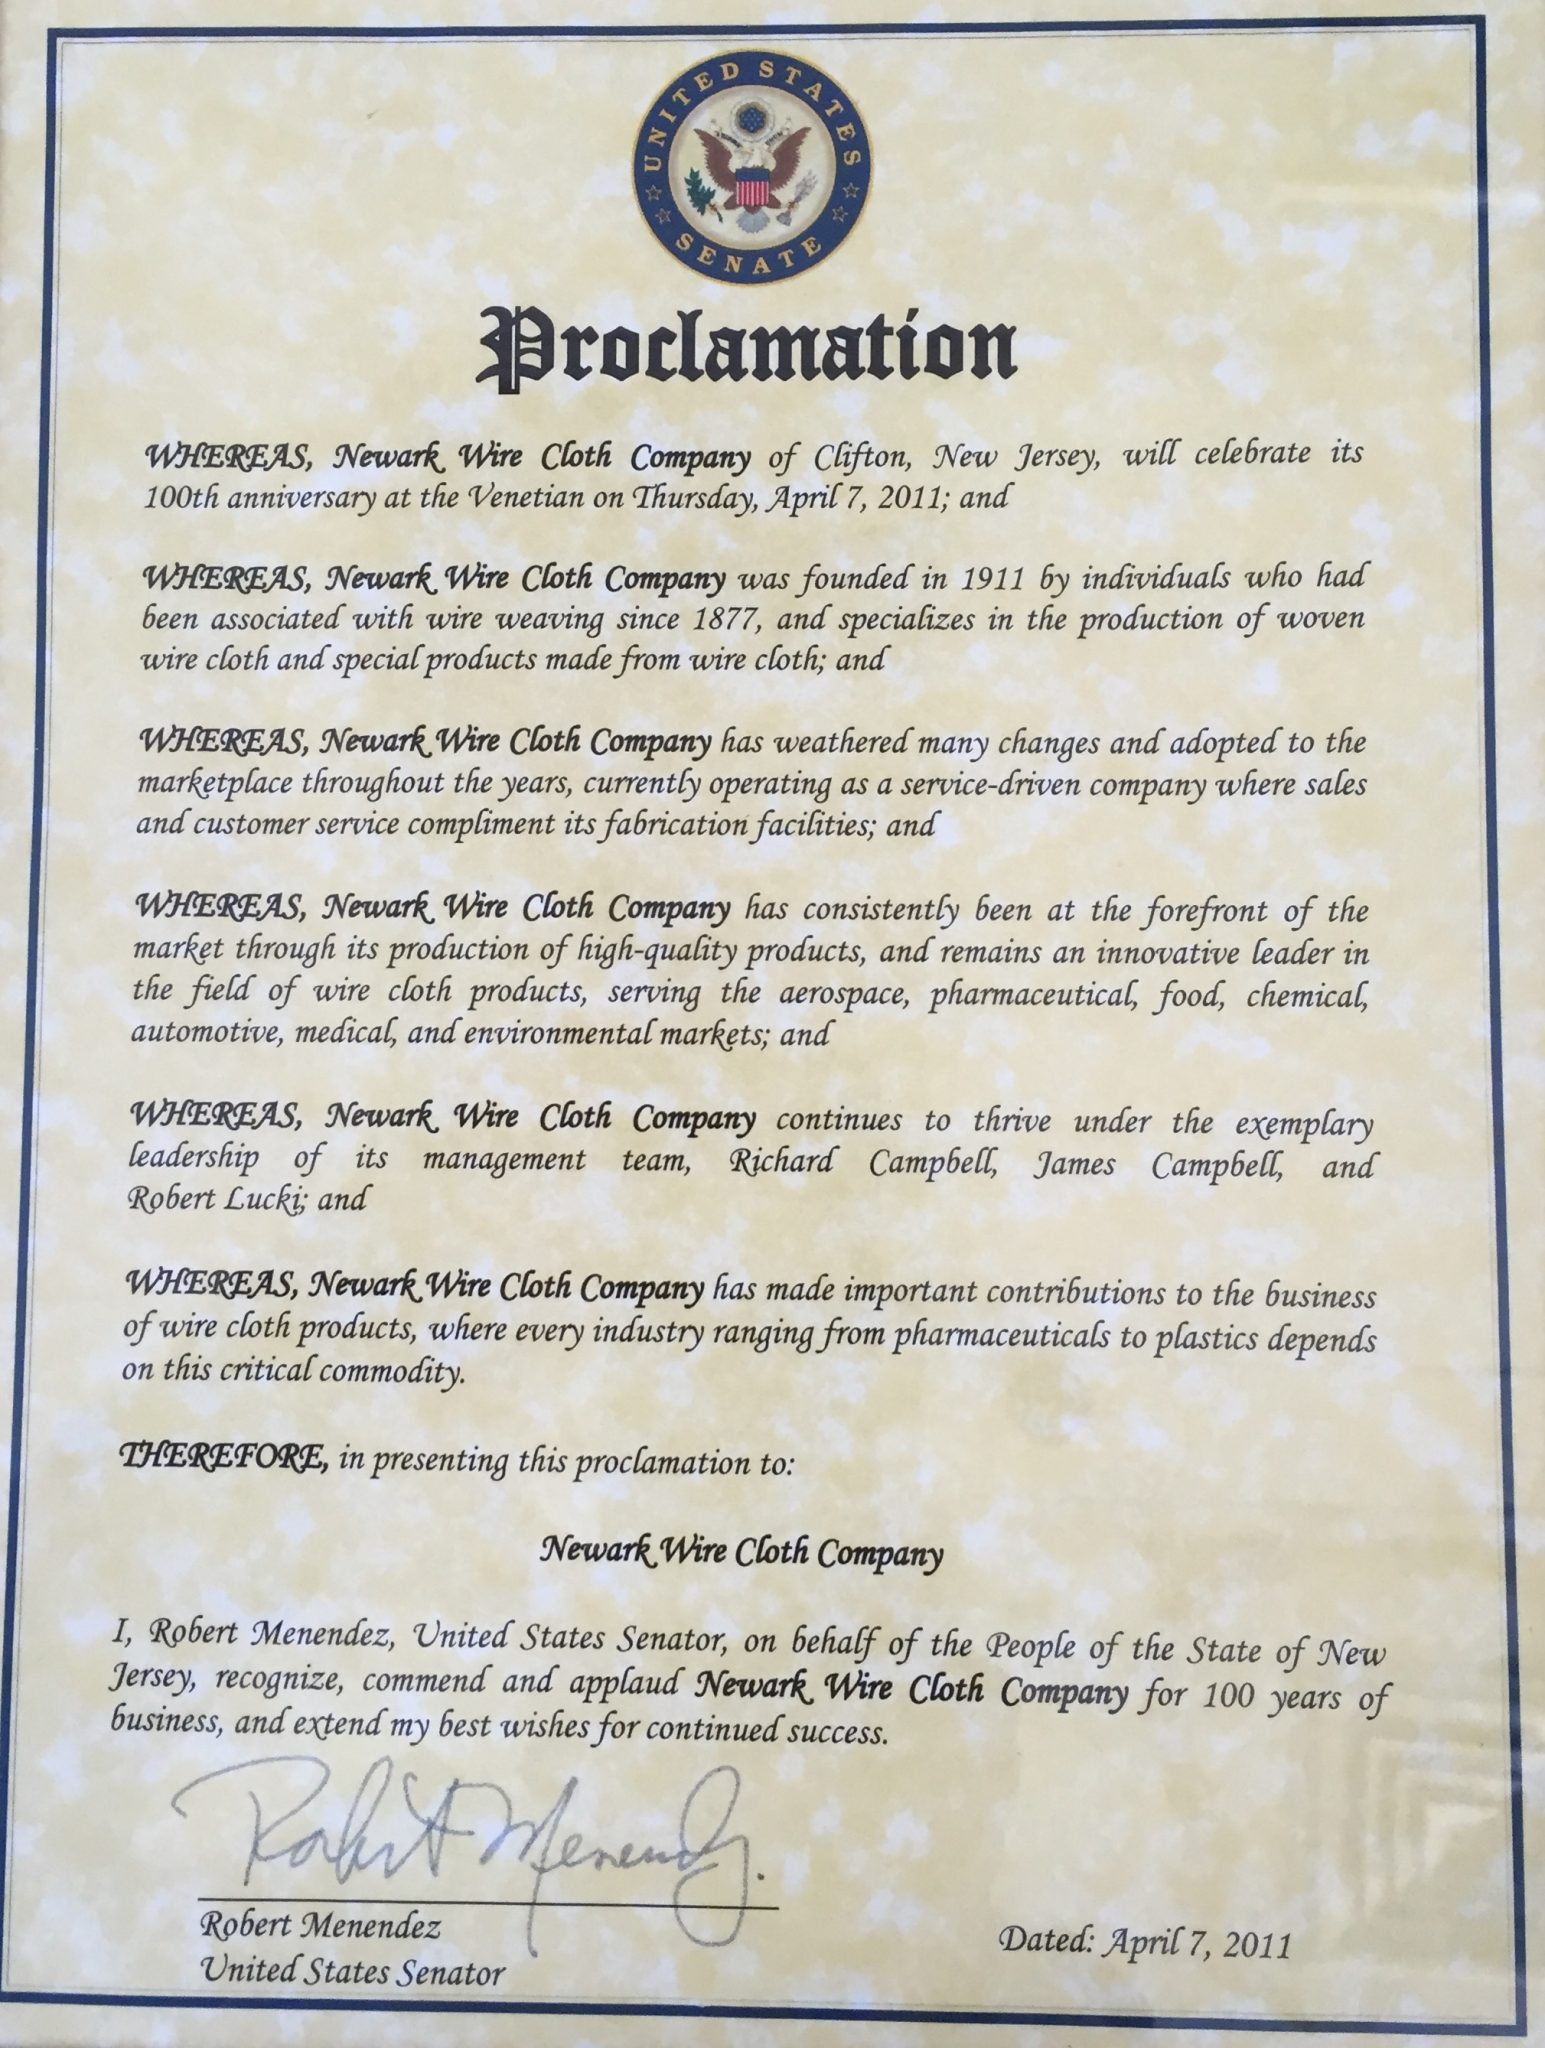 UNITED STATES
SENATE
Proclamation
WHEREAS, Newark Wire Cloth Company of Clifton, New Jersey, will celebrate its
100th anniversary at the Venetian on Thursday, April 7, 2011; and
WHEREAS, Newark Wire Cloth Company was founded in 1911 by individuals who had
been associated with wire weaving since 1877, and specializes in the production of woven
wire cloth and special products made from wire cloth; and
WHEREAS, Newark Wire Cloth Company has weathered many changes and adopted to the
marketplace throughout the years, currently operating as a service-driven company where sales
and customer service compliment its fabrication facilities; and
WHEREAS, Newark Wire Cloth Company has consistently been at the forefront of the
market through its production of high-quality products, and remains an innovative leader in
the field of wire cloth products, serving the aerospace, pharmaceutical, food, chemical,
automotive, medical, and environmental markets; and
WHEREAS, Newark Wire Cloth Company continues to thrive under the exemplary
leadership of its management team, Richard Campbell, James Campbell, and
Robert Lucki; and
WHEREAS, Newark Wire Cloth Company has made important contributions to the business
of wire cloth products, where every industry ranging from pharmaceuticals to plastics depends
on this critical commodity.
THEREFORE, in presenting this proclamation to:
Newark Wire Cloth Company
I, Robert Menendez, United States Senator, on behalf of the People of the State of New
Jersey, recognize, commend and applaud Newark Wire Cloth Company for 100 years of
business, and extend my best wishes for continued success.
Robert Menendez
Robert Menendez
United States Senator
Dated: April 7, 2011